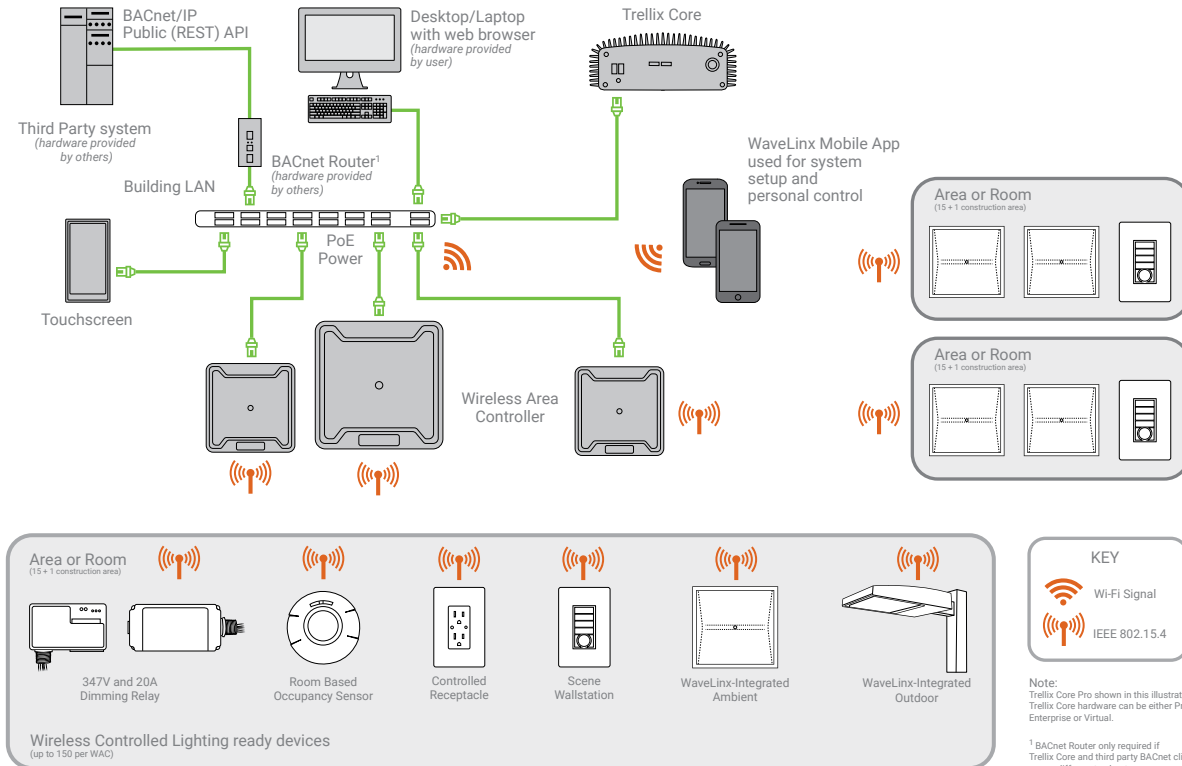 BACnet/IP
Public (REST) API
Desktop/Laptop
with web browser
(hardware provided
by user)
Trellix Core
Third Party system
(hardware provided
by others)
BACnet Router1
(hardware provided
by others)
Building LAN
WaveLinx Mobile App
used for system
setup and
personal control
PoE
Power
Touchscreen
Wireless Area
Controller
Area or Room
(15 + 1 construction area)
Area or Room
(15 + 1 construction area)
Area or Room
(15 + 1 construction area)
347V and 20A
Dimming Relay
Room Based
Occupancy Sensor
Controlled
Receptacle
Scene
Wallstation
WaveLinx-Integrated
Ambient
WaveLinx-Integrated
Outdoor
Wireless Controlled Lighting ready devices
(up to 150 per WAC)
KEY
Wi-Fi Signal
IEEE 802.15.4
Note:
Trellix Core Pro shown in this
Trellix Core hardware can be either
Enterprise or Virtual.
1 BACnet Router only required if
Trellix Core and third party BACnet